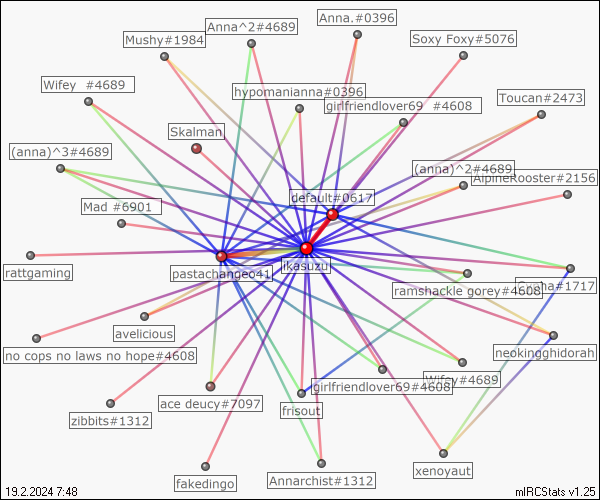 Anna.#0396
Anna^2#4689
Mushy#1984
Soxy Foxy#5076
Wifey #4689
hypomanianna#0396
girlfriendlover69 #4608
Toucan#2473
Skalman
(anna)^3#4689
(anna)^2#4689
AlpineRooster#2156
default#0617
Mad #6901
rattgaming
pastachangeo41
ikasuzu
ramshackle gorey#4608
#1717
avelicious
no cops no laws no hope#4608
neokingghidorah
girlfriendlover69#4608
Wifey#4689
ace deucy#7097
frisout
zibbits#1312
fakedingo
Annarchist#1312
xenoyaut
19.2.2024 7:48
mIRCStats v1.25